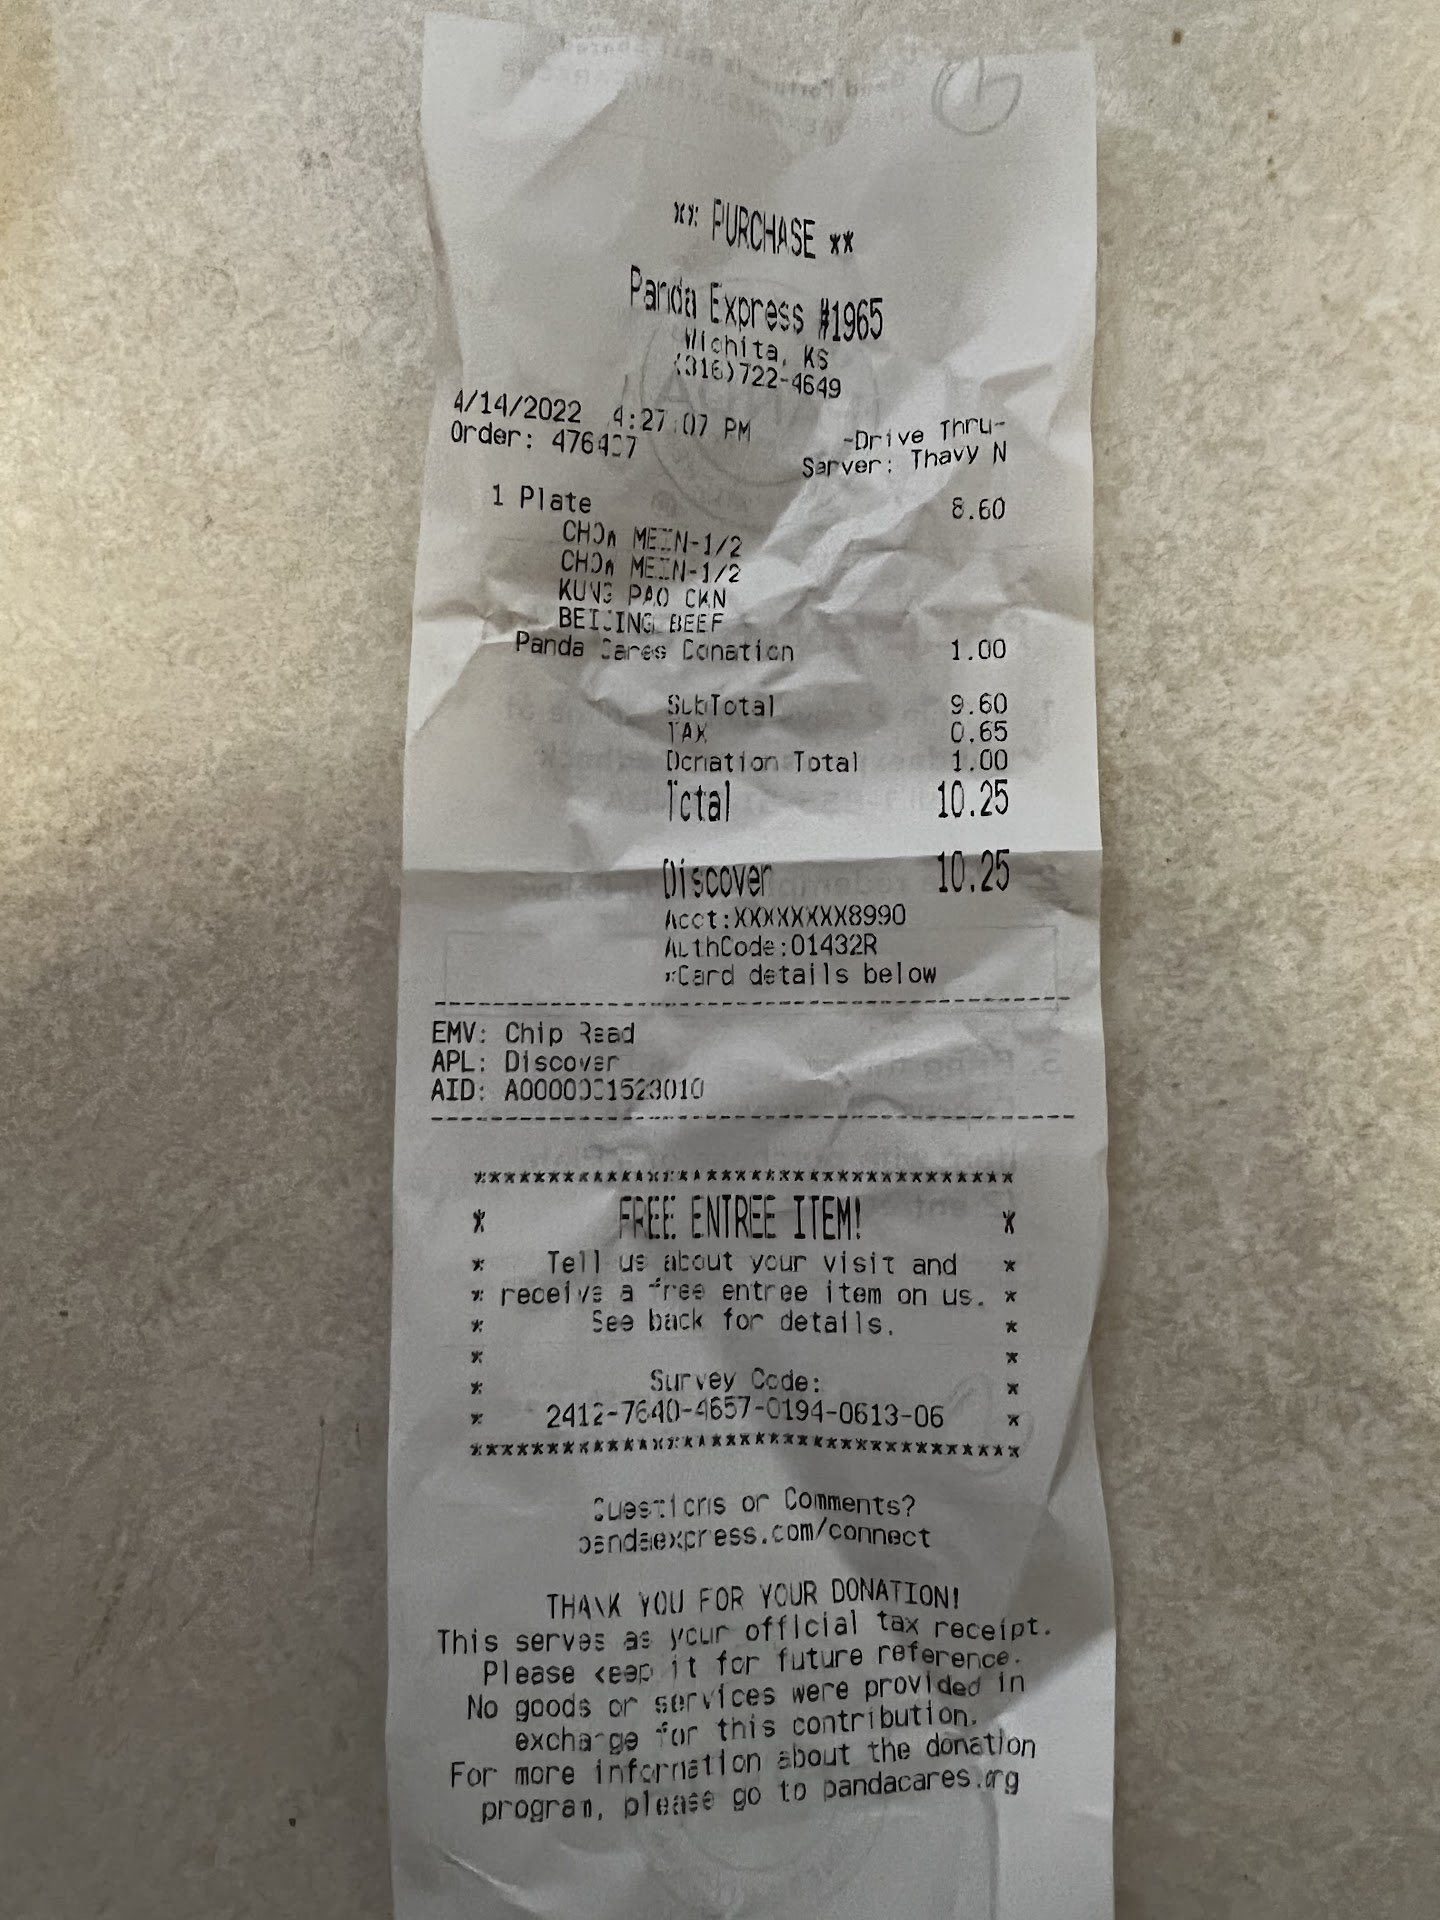 ** PURCHASE **
Panda Express #1965
Wichita, KS
(316)722-4649
4/14/2022 4:27:07 PM
-Drive Thru-
Order:
Server: Thavy N
1 Plate 8.60
CHOW MEIN-1/2
CHOW MEIN-1/2
KUNG PAO CKN
BEIJING BEEF
Panda Cares Donation 1.00
SubTotal 9.60
TAX 0.65
Donation Total 1.00
Total 10.25
Discover 10.25
Acct:XXXXXXXX8990
AuthCode:01432R
*Card details below
--------------------------------------------
EMV: Chip Read
APL: Discover
AID: A0000001523010
--------------------------------------------
************************************
* FREE ENTREE ITEM! *
* Tell us about your visit and *
* receive a free entree item on us. *
* See back for details. *
* *
* Survey Code: *
* 2412-7640-4657-0194-0613-06 *
************************************
Questions or Comments?
pandaexpress.com/connect
THANK YOU FOR YOUR DONATION!
This serves as your official tax receipt.
Please keep it for future reference.
No goods or services were provided in
exchange for this contribution.
For more information about the donation
program, please go to pandacares.org